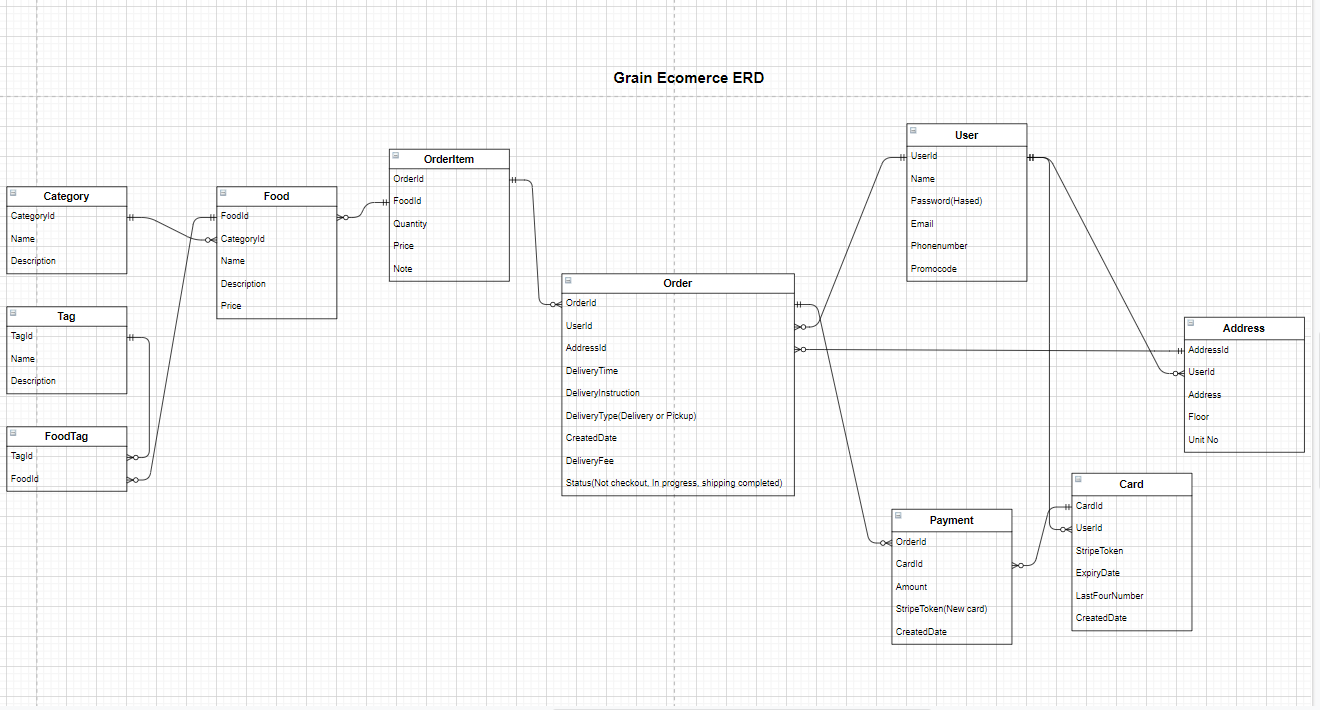 Grain Ecomerce ERD
Category
CategoryId
Name
Description
Tag
TagId
Name
Description
FoodTag
TagId
FoodId
Food
FoodId
CategoryId
Name
Description
Price
OrderItem
OrderId
FoodId
Quantity
Price
Note
Order
OrderId
UserId
AddressId
DeliveryTime
DeliveryInstruction
DeliveryType(Delivery or Pickup)
CreatedDate
DeliveryFee
Status(Not checkout, In progress, shipping completed)
User
UserId
Name
Password(Hased)
Email
Phonenumber
Promocode
Payment
OrderId
CardId
Amount
StripeToken(New card)
CreatedDate
Address
AddressId
UserId
Address
Floor
Unit No
Card
CardId
UserId
StripeToken
ExpiryDate
LastFourNumber
CreatedDate